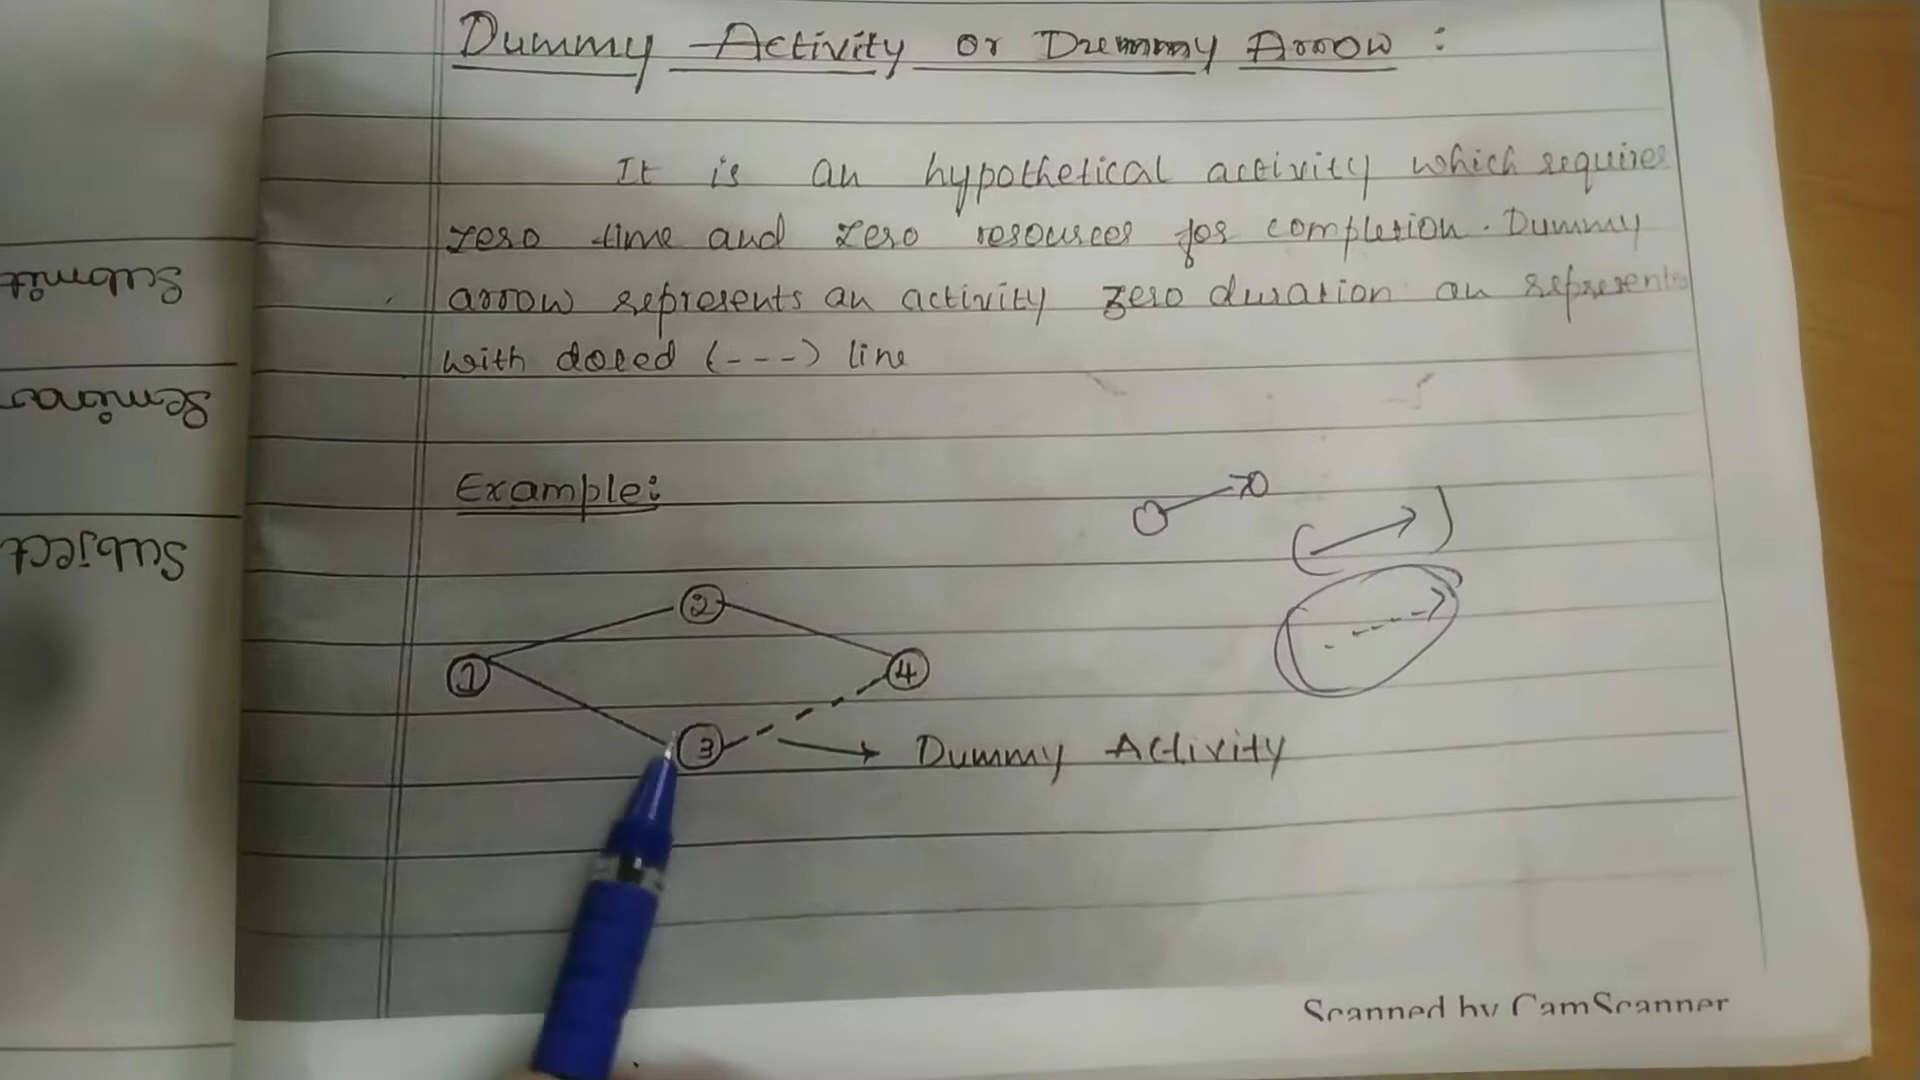 Dummy Activity or Dummy Arrow :
It is an hypothetical activity which requires
zero time and zero resources for completion. Dummy
arrow represents an activity zero duration an represents
with doted (---) line
Example:
2
1
4
3
Dummy Activity
Submit
Seminar
Subject
Scanned by CamScanner